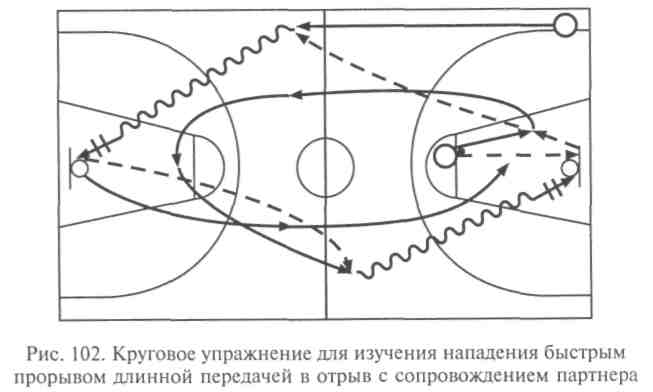 Рис. 102. Круговое упражнение для изучения нападения быстрым
прорывом длинной передачей в отрыв с сопровождением партнера